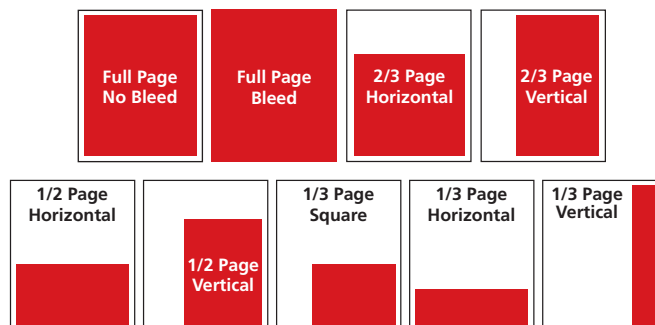 Full Page
No Bleed
Full Page
Bleed
2/3 Page
Horizontal
2/3 Page
Vertical
1/2 Page
Horizontal
1/2 Page
Vertical
1/3 Page
Square
1/3 Page
Horizontal
1/3 Page
Vertical